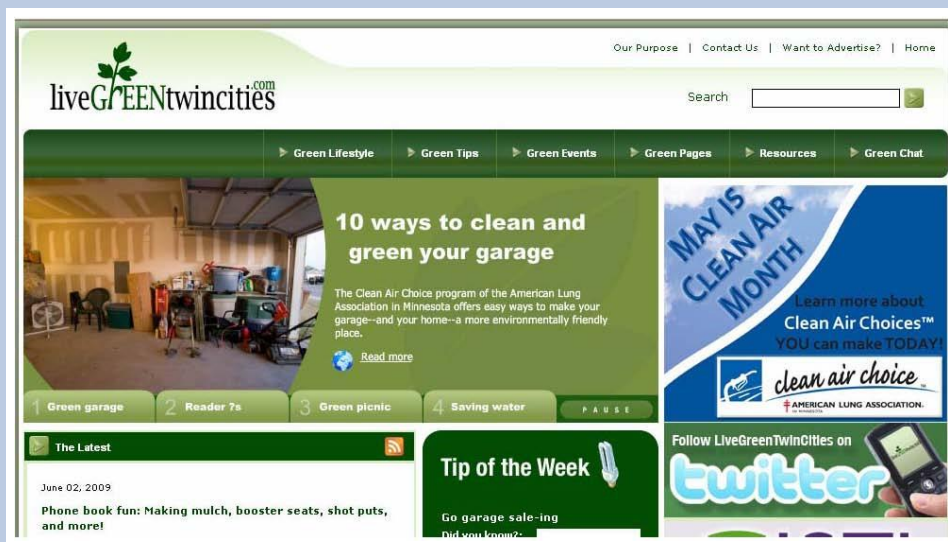 Our Purpose | Contact Us | Want to Advertise? | Home
liveGrEENtwincities.com
Search
Green Lifestyle
Green Tips
Green Events
Green Pages
Resources
Green Chat
10 ways to clean and
green your garage
The Clean Air Choice program of the American Lung
Association in Minnesota offers easy ways to make your
garage--and your home--a more environmentally friendly
place.
Read more
1 Green garage
2 Reader ?s
3 Green picnic
4 Saving water
PAUSE
MAY IS
CLEAN AIR
MONTH
Learn more about
Clean Air Choices™
YOU can make TODAY!
clean air choice
AMERICAN LUNG ASSOCIATION.
The Latest
June 02, 2009
Phone book fun: Making mulch, booster seats, shot puts,
and more!
Tip of the Week
Go garage sale-ing
Did you know?:
Follow LiveGreenTwinCities on
twitter